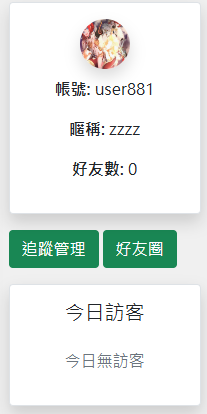 帳號: user881
暱稱: zzzz
好友數: 0
追蹤管理 好友圈
今日訪客
今日無訪客